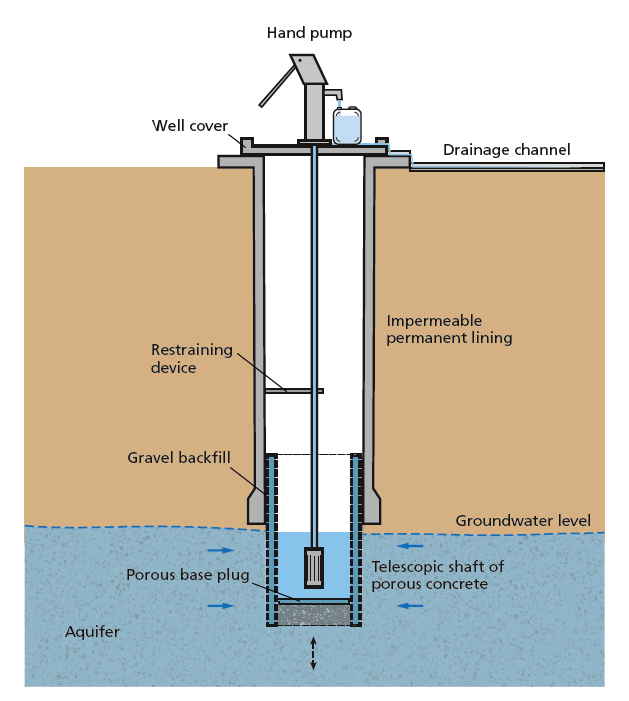 Hand pump
Well cover
Drainage channel
Impermeable
permanent lining
Restraining
device
Gravel backfill
Groundwater level
Telescopic shaft of
porous concrete
Porous base plug
Aquifer